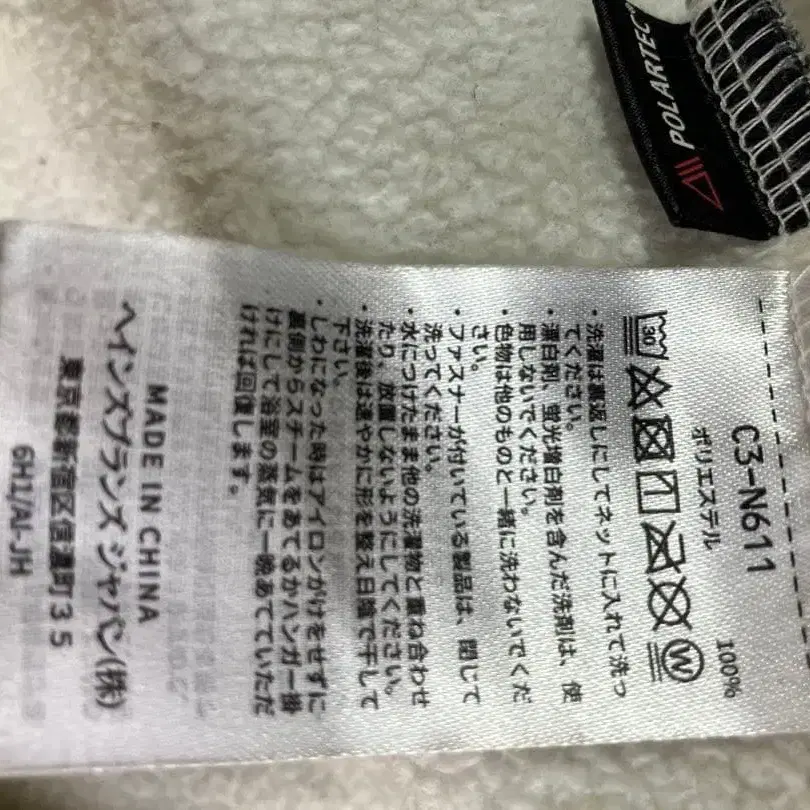 POLARTEC
C3-N611
ポリエステル 100%
30
W
・洗濯は裏返しにしてネットに入れて洗っ
てください。
・漂白剤、蛍光増白剤を含んだ洗剤は、使
用しないでください。
・色物は他のものと一緒に洗わないでくだ
さい。
・ファスナーが付いている製品は、閉じて
洗ってください。
・水につけたまま他の洗濯物と重ね合わせ
たり、放置しないようにしてください。
・洗濯後は速やかに形を整え日陰で干して
下さい。
・しわになった時はアイロンがけをせずに
裏側からスチームをあてるかハンガー掛
けにして浴室の蒸気に一晩あてていただ
ければ回復します。
MADE IN CHINA
ヘインズブランズ ジャパン(株)
東京都新宿区信濃町35
6H1/AI-JH